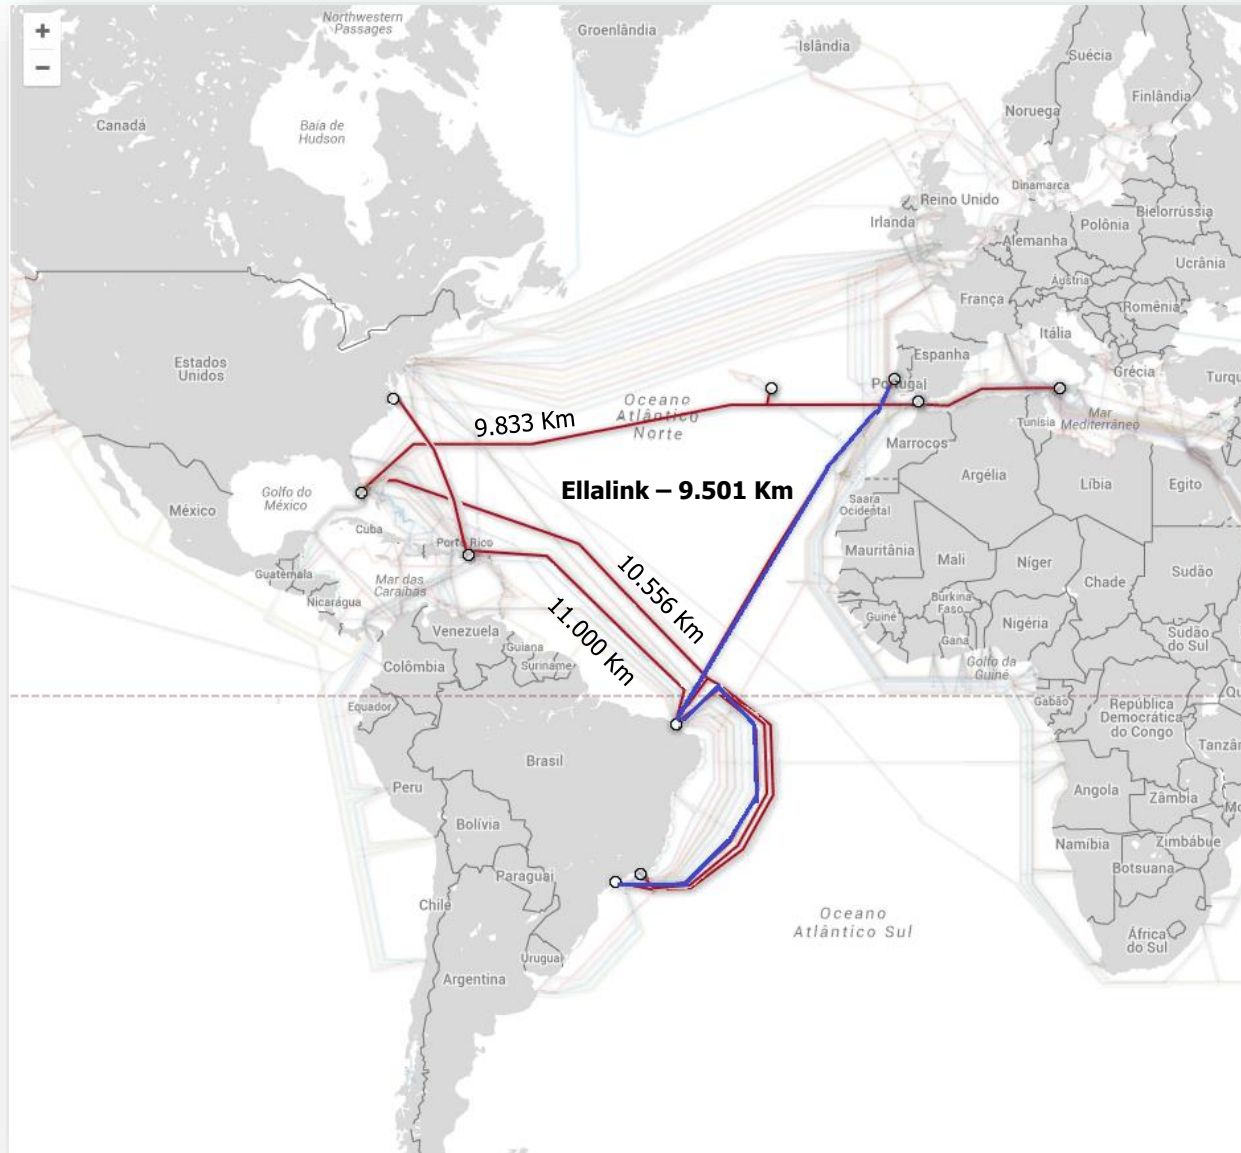 +
−
Northwestern
Passages
Groenlândia
Islândia
Suécia
Finlândia
Noruega
Canadá
Baía de
Hudson
Dinamarca
Reino Unido
Irlanda
Polônia
Bielorrússia
Alemanha
Ucrânia
Áustria
França
Romênia
Itália
Espanha
Grécia
Estados
Unidos
Portugal
Turqu
Oceano
Atlântico
Norte
9.833 Km
Tunísia
Mar
Mediterrâneo
Marrocos
Argélia
Líbia
Egito
Golfo do
México
Ellalink – 9.501 Km
México
Saara
Ocidental
Cuba
Porto Rico
Mauritânia
Mali
Níger
Chade
Sudão
Guatemala
Mar das
Caraíbas
10.556 Km
Nicarágua
11.000 Km
Burkina
Faso
Guiné
Nigéria
Gana
Venezuela
Guiana
Suriname
Colômbia
Sudão
do Sul
Golfo da
Guiné
Equador
Gabão
República
Democrática
do Congo
Tanzân
Brasil
Peru
Angola
Zâmbia
Bolívia
Namíbia
Zimbábue
Botsuana
Paraguai
Chile
Oceano
Atlântico Sul
África
do Sul
Uruguai
Argentina